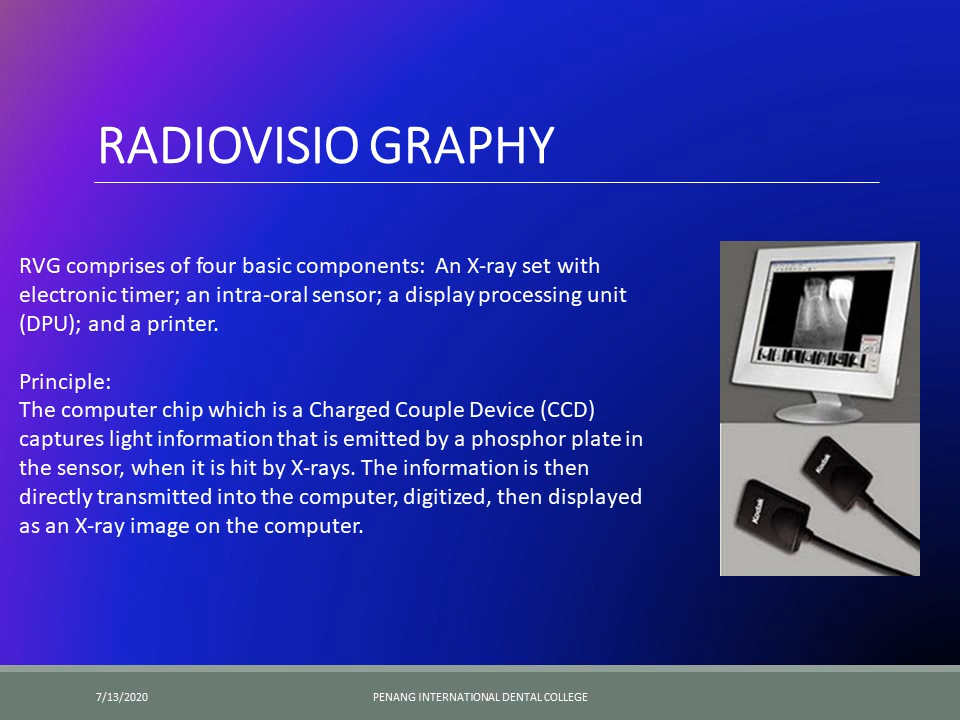 RADIOVISIO GRAPHY
RVG comprises of four basic components:  An X-ray set with
electronic timer; an intra-oral sensor; a display processing unit
(DPU); and a printer.
Principle:
The computer chip which is a Charged Couple Device (CCD)
captures light information that is emitted by a phosphor plate in
the sensor, when it is hit by X-rays. The information is then
directly transmitted into the computer, digitized, then displayed
as an X-ray image on the computer.
Kodak
Kodak
7/13/2020
PENANG INTERNATIONAL DENTAL COLLEGE